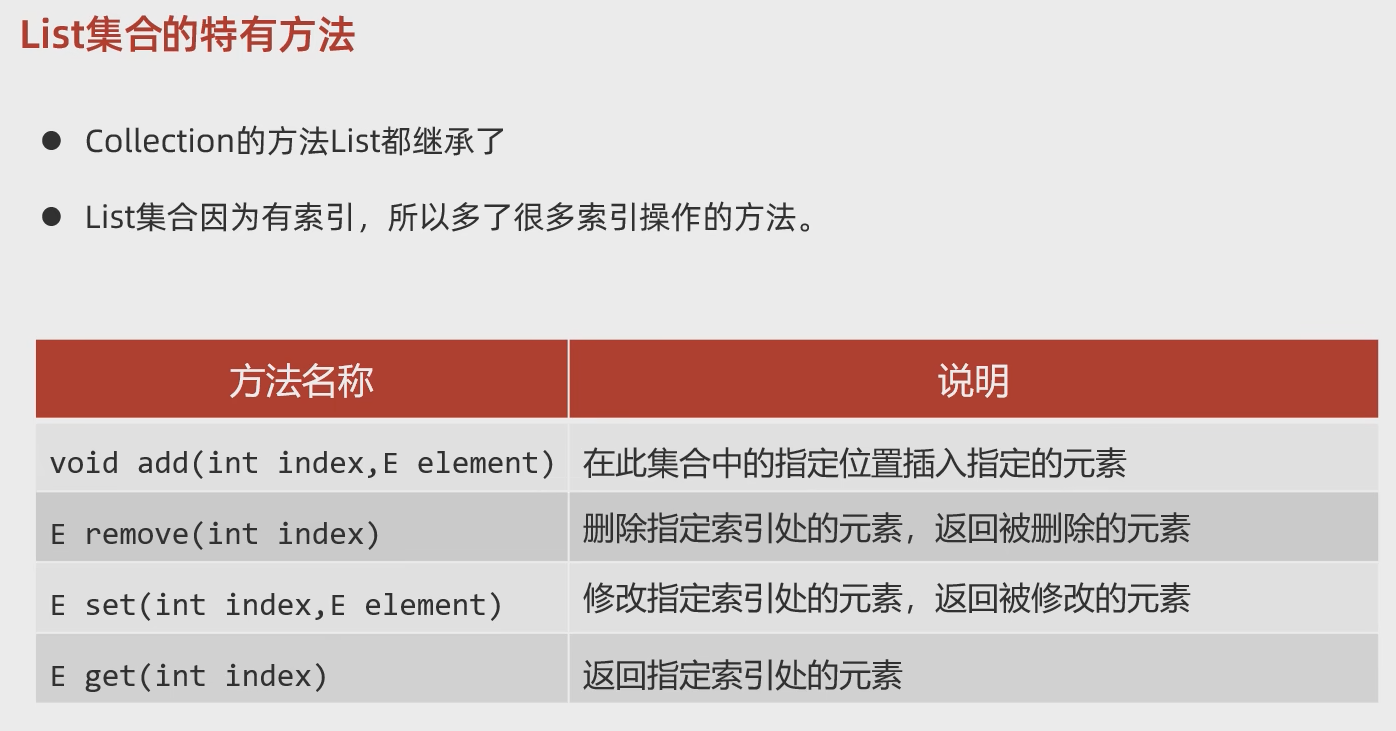 List集合的特有方法
Collection的方法List都继承了
List集合因为有索引，所以多了很多索引操作的方法。
方法名称 说明
void add(int index,E element) 在此集合中的指定位置插入指定的元素
E remove(int index) 删除指定索引处的元素，返回被删除的元素
E set(int index,E element) 修改指定索引处的元素，返回被修改的元素
E get(int index) 返回指定索引处的元素